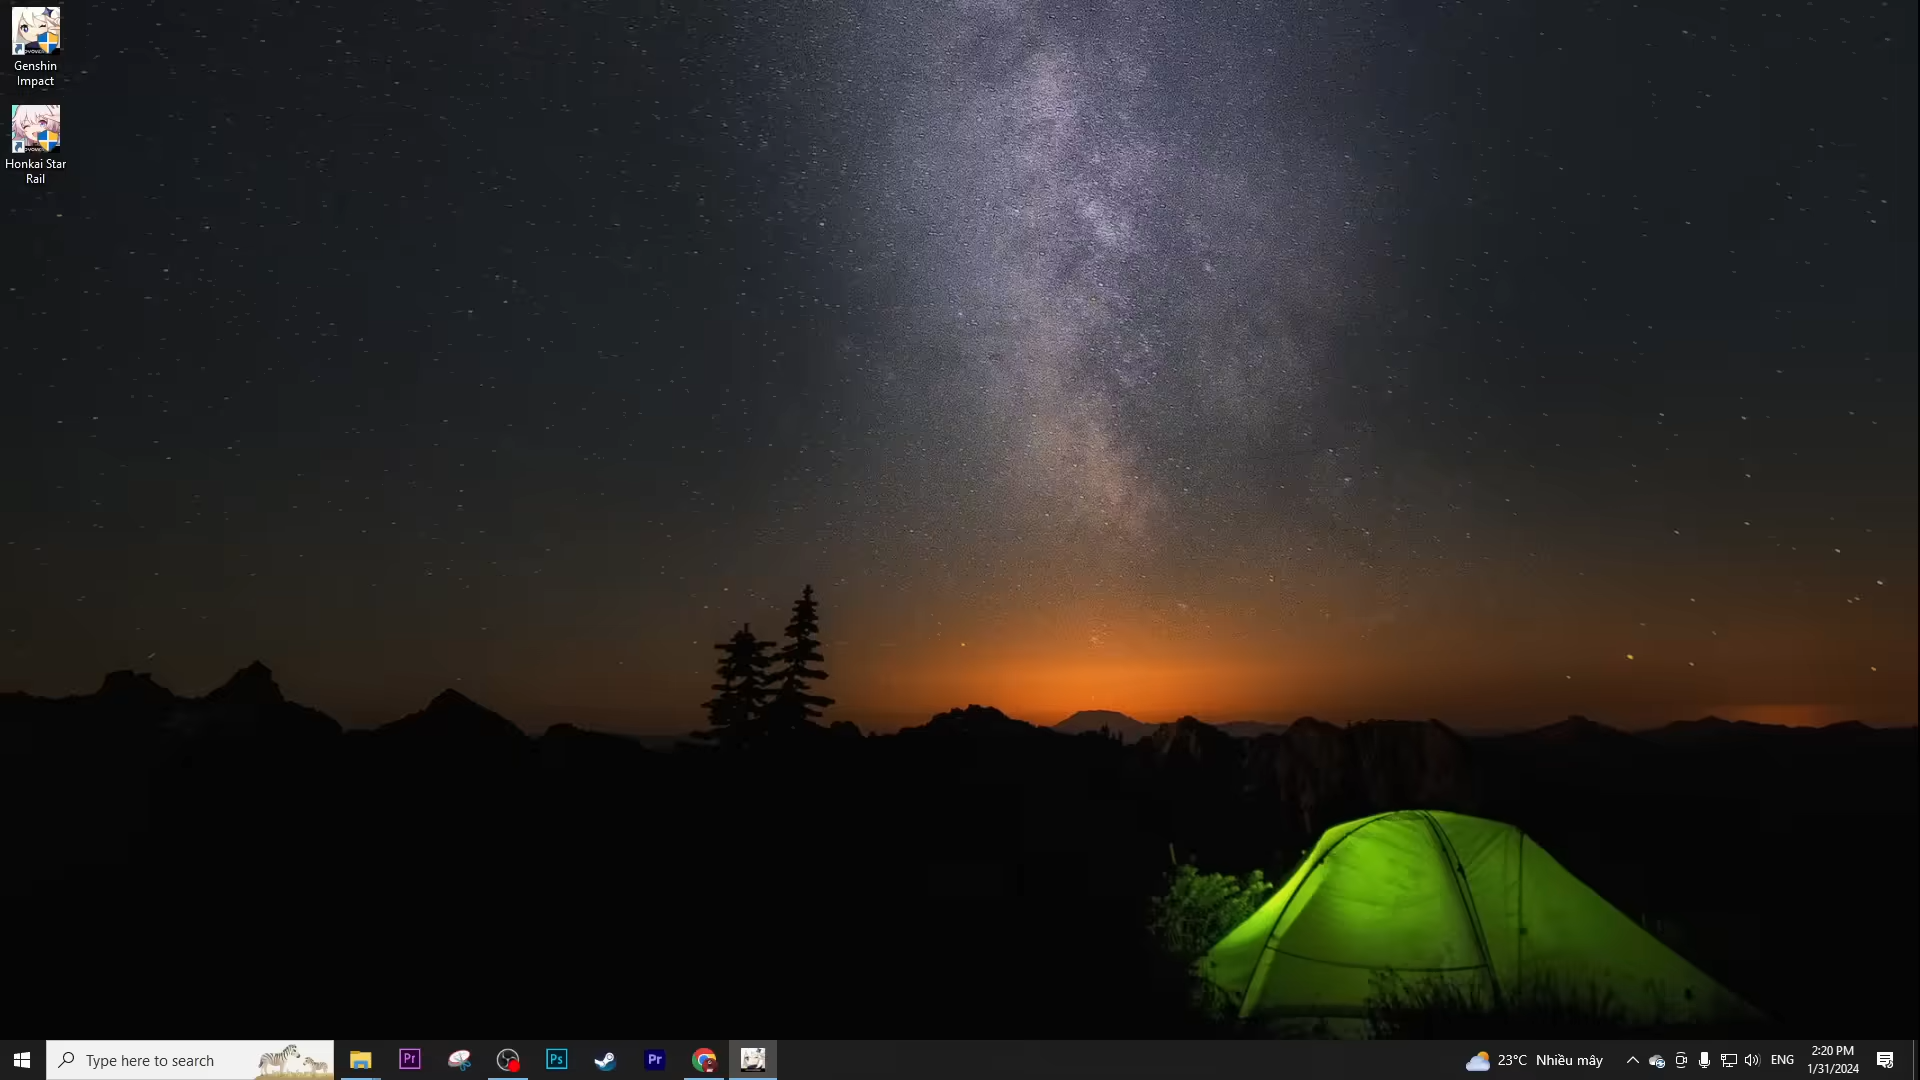 Genshin
Impact
Honkai Star
Rail
Type here to search
Pr
Ps
Pr
23°C Nhiều mây
ENG
2:20 PM
1/31/2024